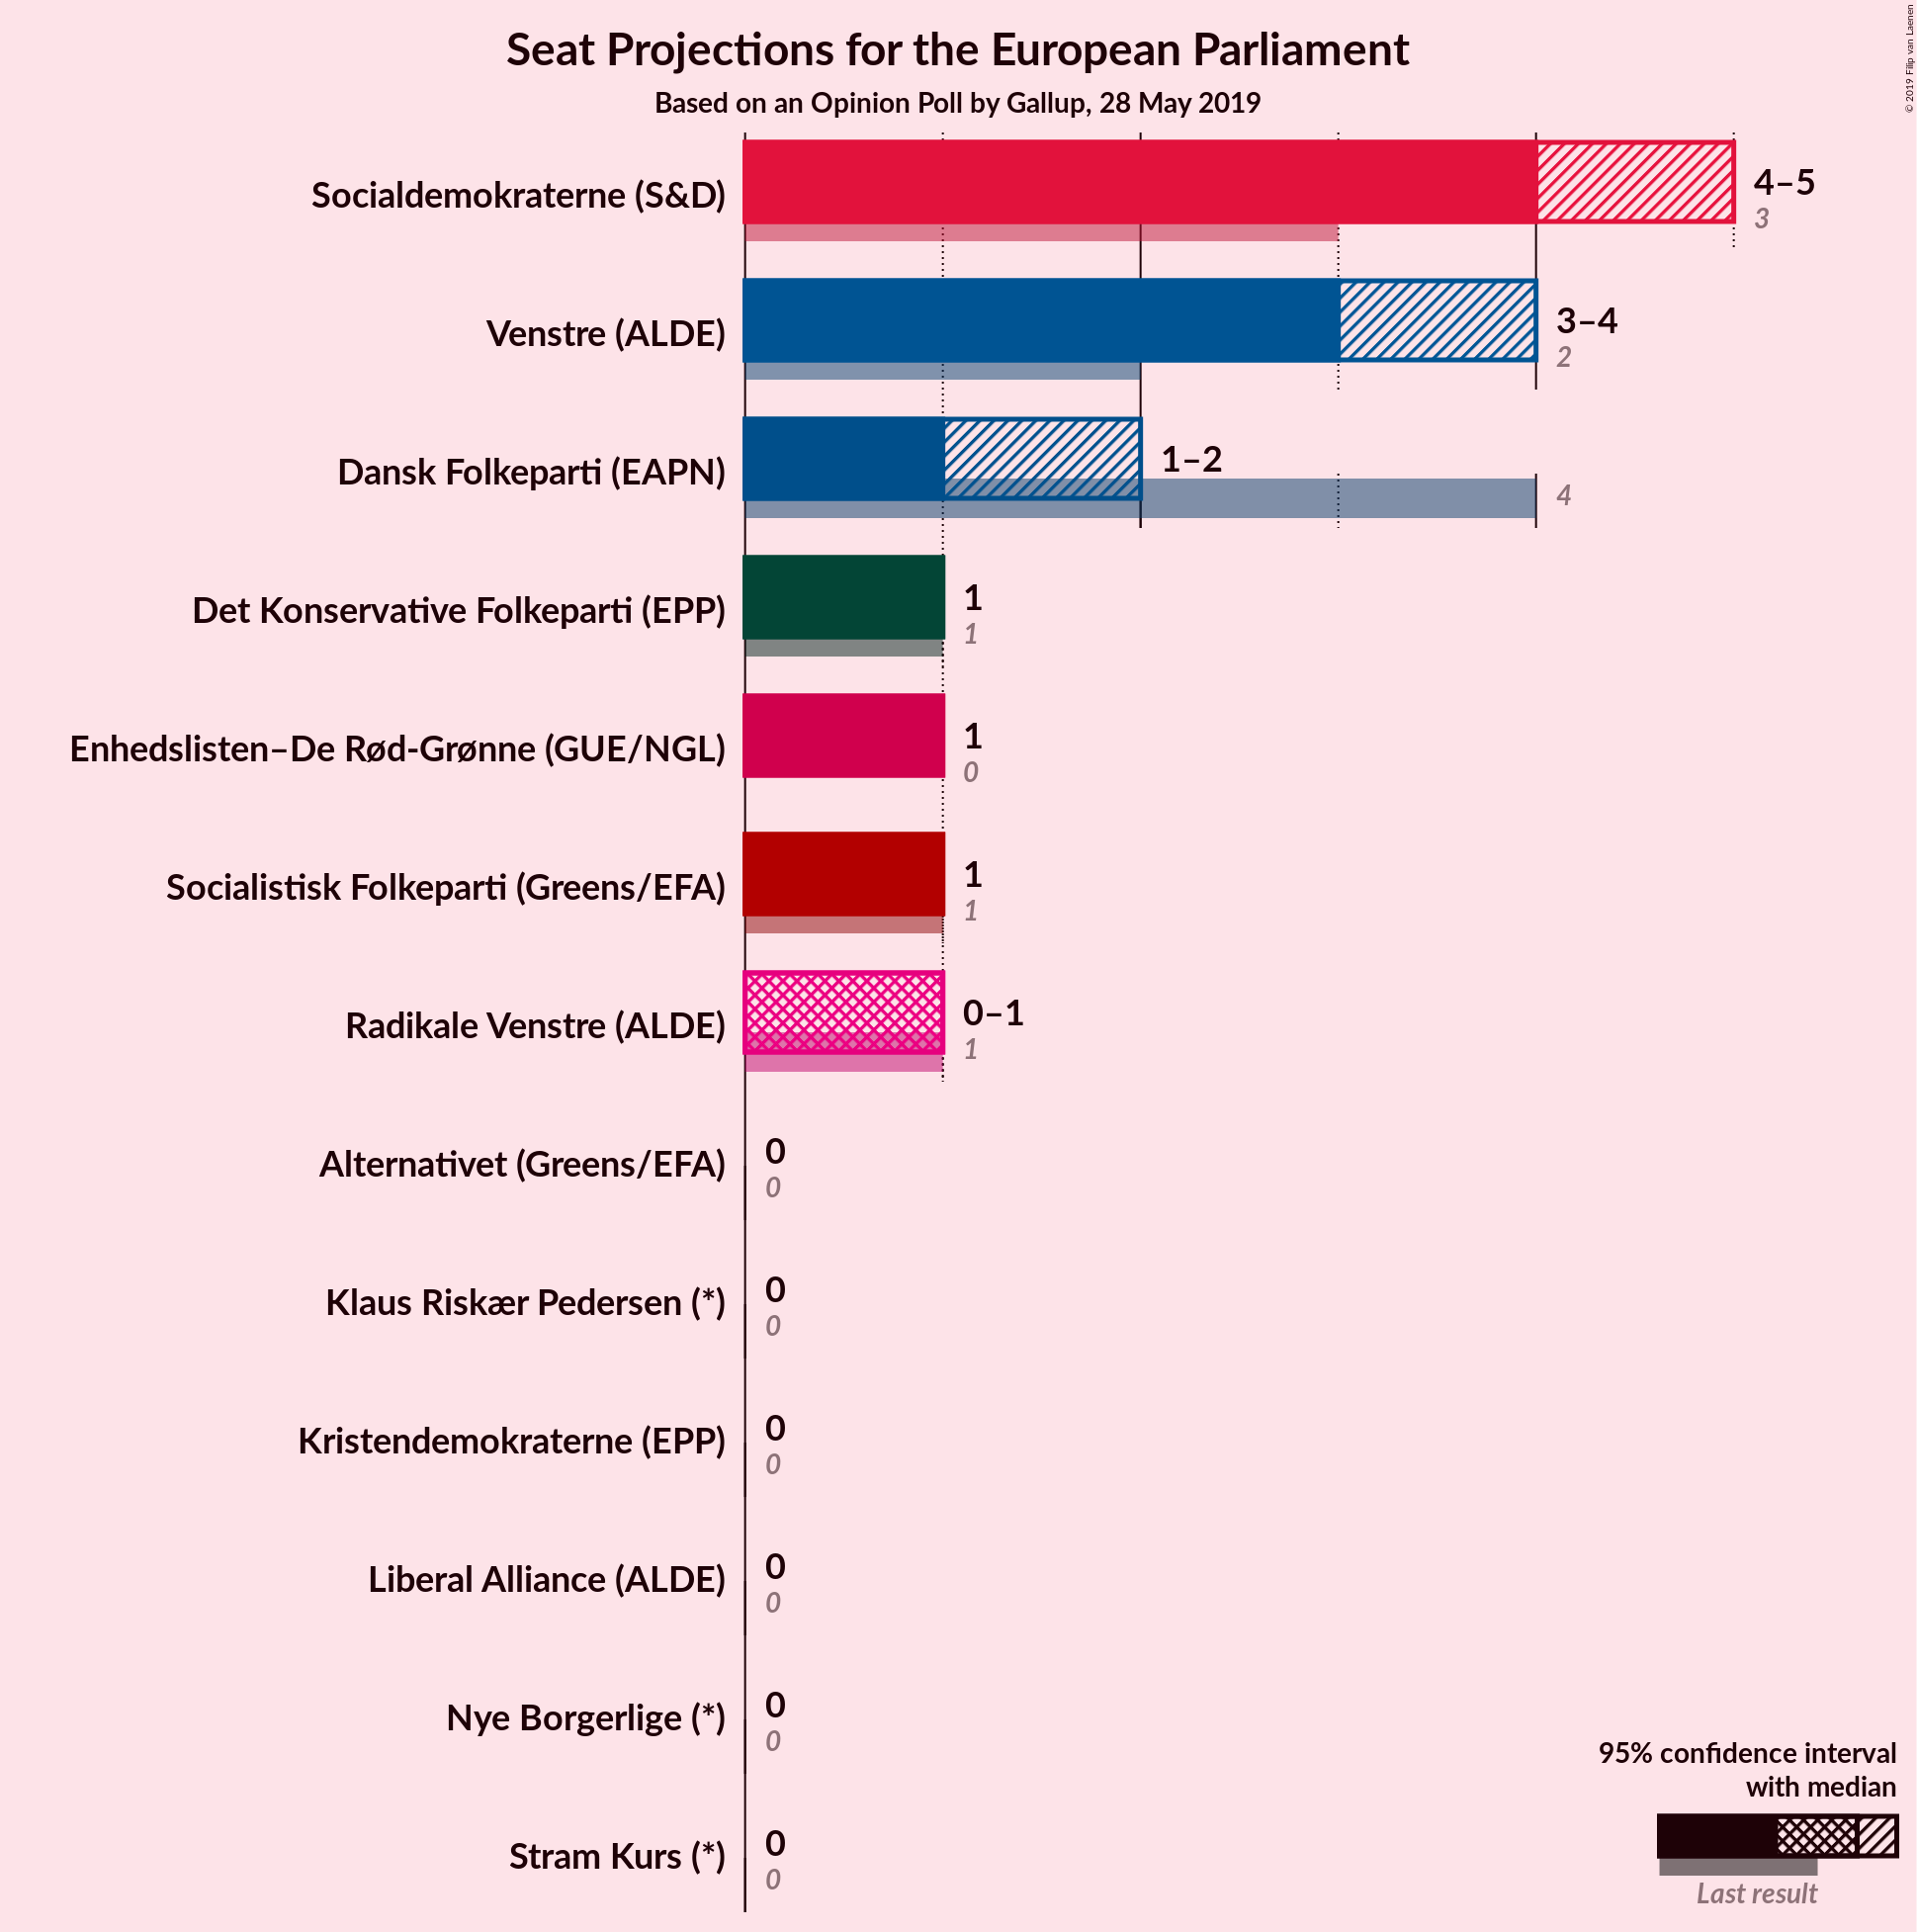 Seat Projections for the European Parliament
Based on an Opinion Poll by Gallup, 28 May 2019
© 2019 Filip van Laenen
Socialdemokraterne (S&D)
4–5
3
Venstre (ALDE)
3–4
2
Dansk Folkeparti (EAPN)
1–2
4
Det Konservative Folkeparti (EPP)
1
1
Enhedslisten–De Rød-Grønne (GUE/NGL)
1
0
Socialistisk Folkeparti (Greens/EFA)
1
1
Radikale Venstre (ALDE)
0–1
1
Alternativet (Greens/EFA)
0
0
Klaus Riskær Pedersen (*)
0
0
Kristendemokraterne (EPP)
0
0
Liberal Alliance (ALDE)
0
0
Nye Borgerlige (*)
0
0
Stram Kurs (*)
0
0
95% confidence interval
with median
Last result